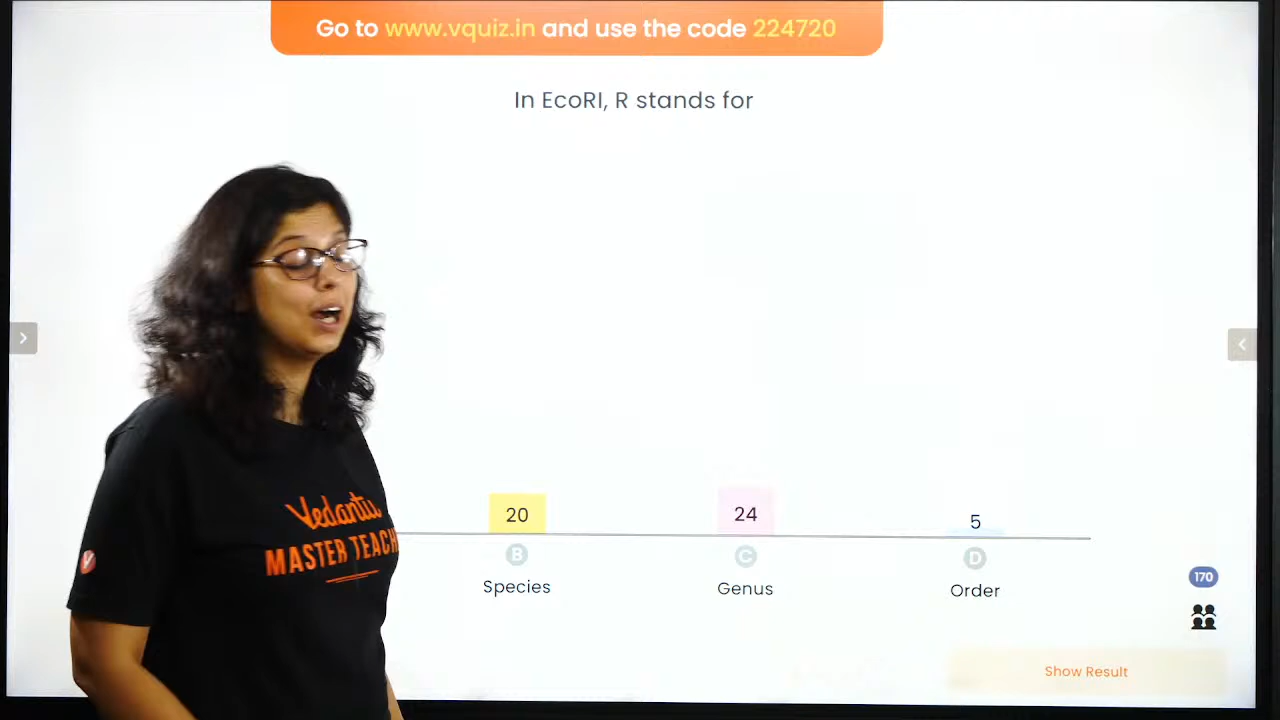 Go to www.vquiz.in and use the code 224720
In EcoRI, R stands for
20
24
5
B
C
D
Species
Genus
Order
170
Show Result
Vedantu
MASTER TEACH
V